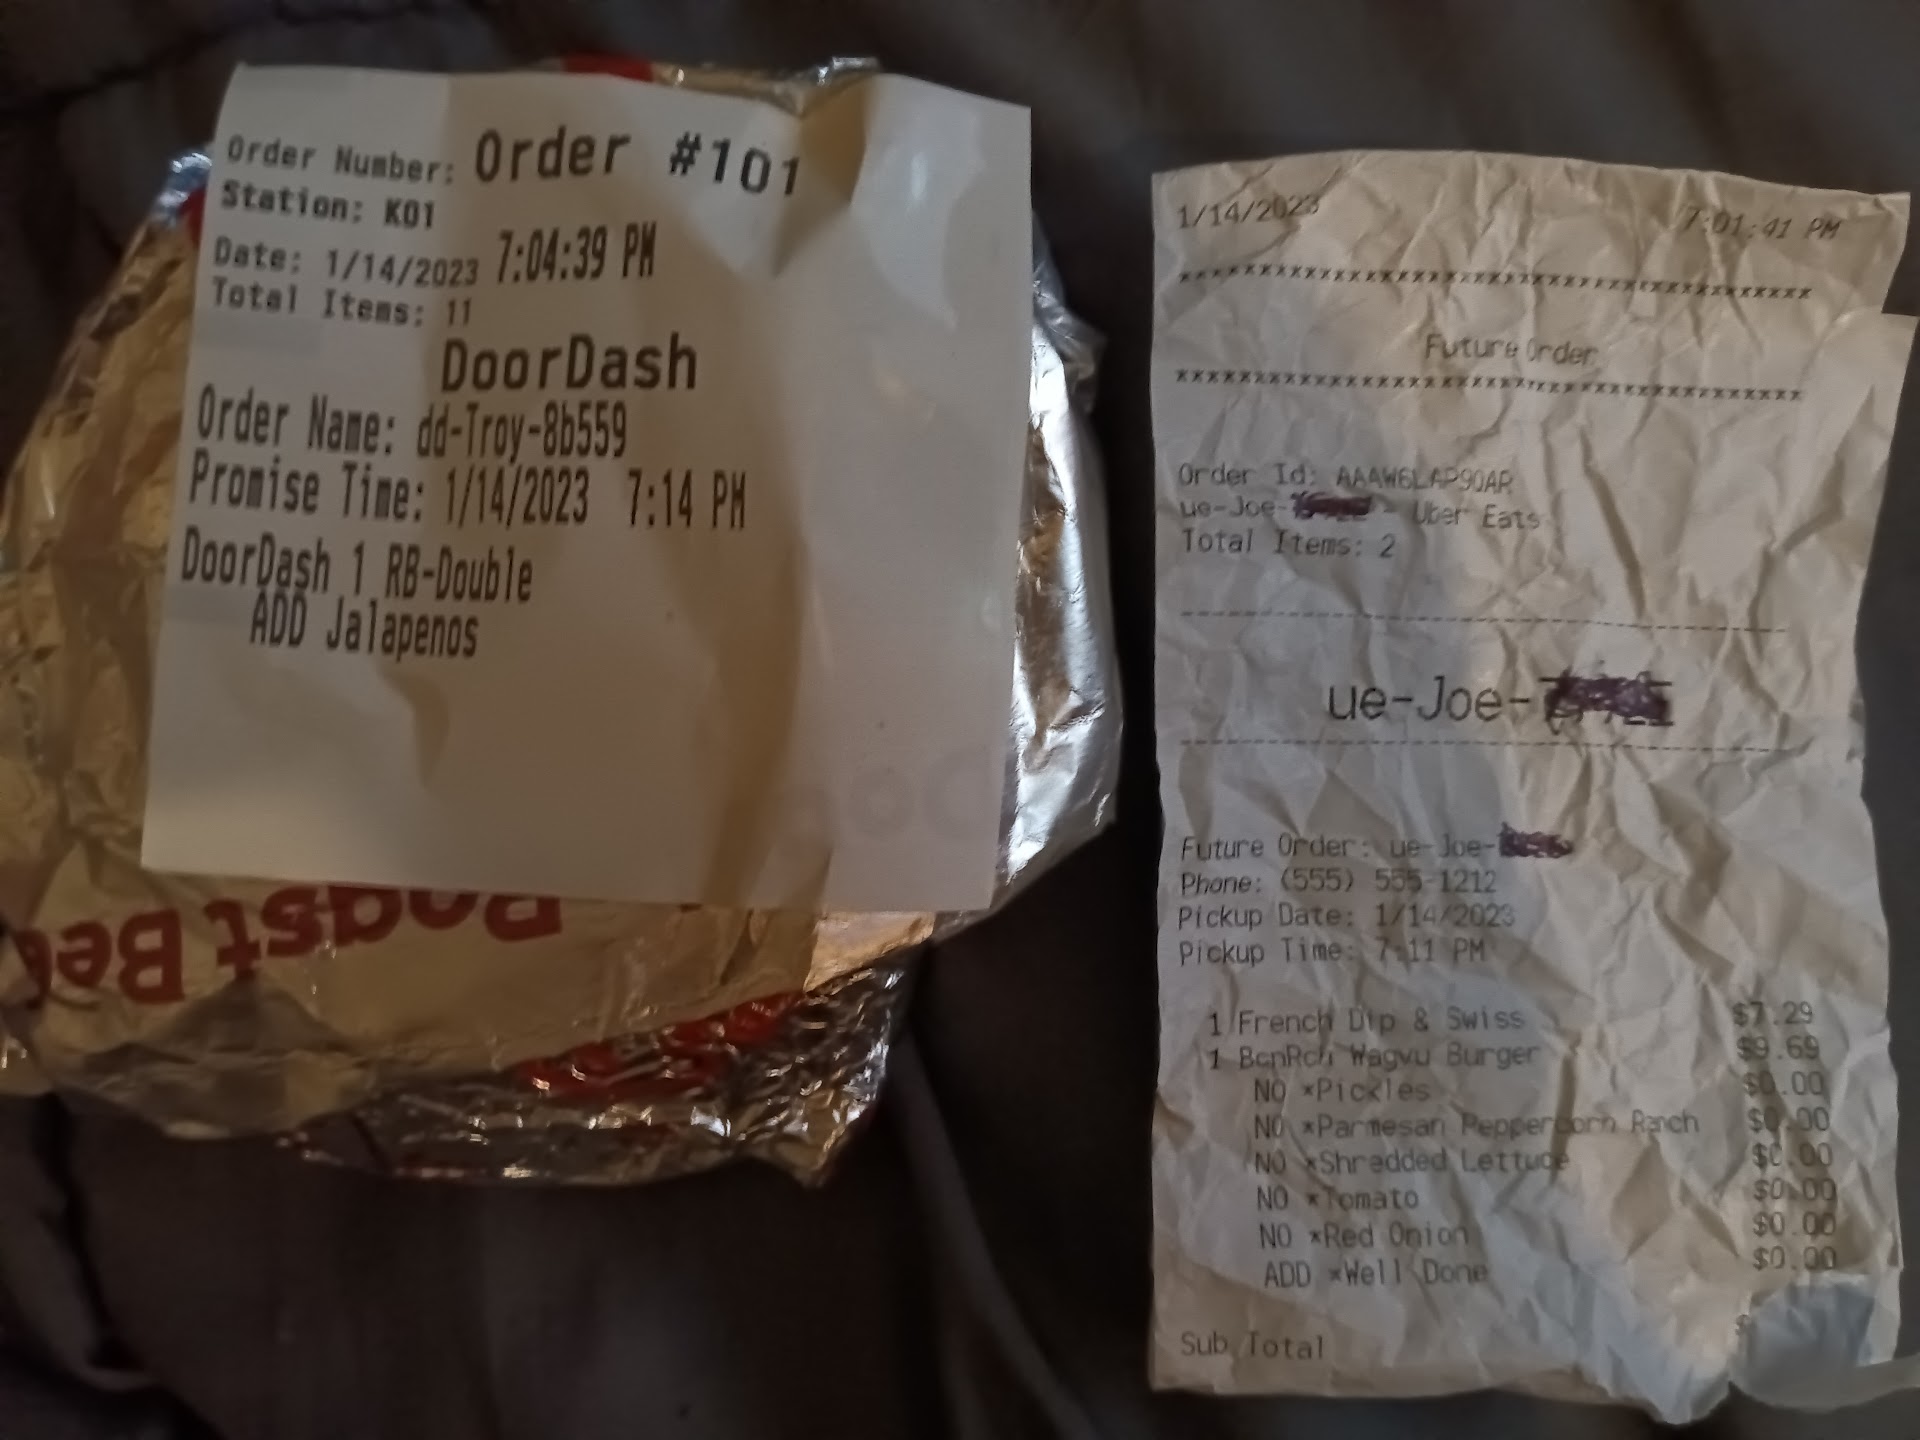 Order Number: Order #101
Station: K01
Date: 1/14/2023 7:04:39 PM
Total Items: 11
DoorDash
Order Name: dd-Troy-8b559
Promise Time: 1/14/2023 7:14 PM
DoorDash 1 RB-Double
ADD Jalapenos
Roast Bee
1/14/2023 7:01:41 PM
***************************************
Future Order
***************************************
Order Id: AAAW6LAP90AR
ue-Joe- - Uber Eats
Total Items: 2
ue-Joe-
Future Order: ue-Joe-
Phone: (555) 555-1212
Pickup Date: 1/14/2023
Pickup Time: 7:11 PM
1 French Dip & Swiss $7.29
1 BcnRch Wagyu Burger $9.69
NO *Pickles $0.00
NO *Parmesan Peppercorn Ranch $0.00
NO *Shredded Lettuce $0.00
NO *Tomato $0.00
NO *Red Onion $0.00
ADD *Well Done $0.00
Sub Total $